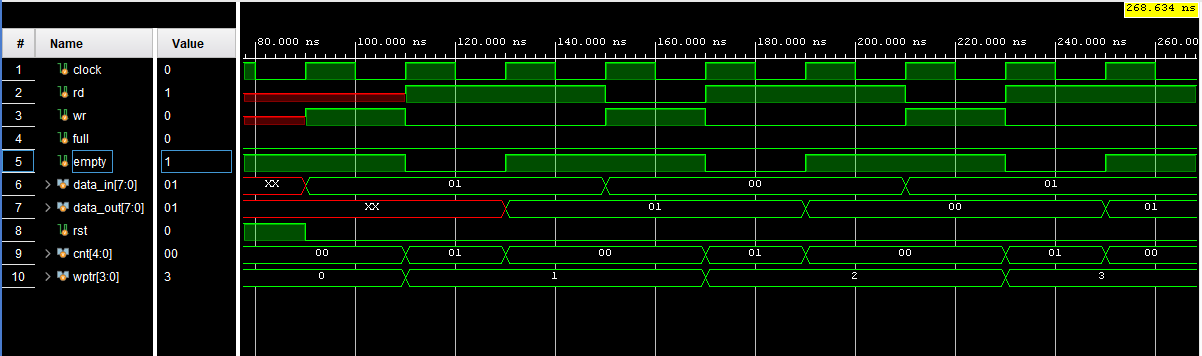 268.634 ns
# Name Value
80.000 ns 100.000 ns 120.000 ns 140.000 ns 160.000 ns 180.000 ns 200.000 ns 220.000 ns 240.000 ns 260.00
1 clock 0
2 rd 1
3 wr 0
4 full 0
5 empty 1
6 data_in[7:0] 01 XX 01 00 01
7 data_out[7:0] 01 XX 01 00 01
8 rst 0
9 cnt[4:0] 00 00 01 00 01 00 01 00
10 wptr[3:0] 3 0 1 2 3